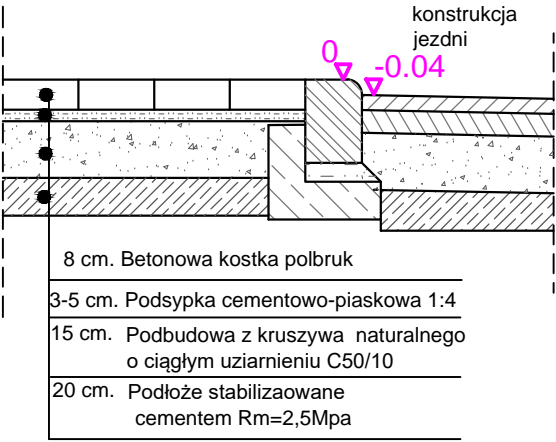 konstrukcja
jezdni
0
-0.04
8 cm. Betonowa kostka polbruk
3-5 cm. Podsypka cementowo-piaskowa 1:4
15 cm. Podbudowa z kruszywa naturalnego
o ciągłym uziarnieniu C50/10
20 cm. Podłoże stabilizaowane
cementem Rm=2,5Mpa